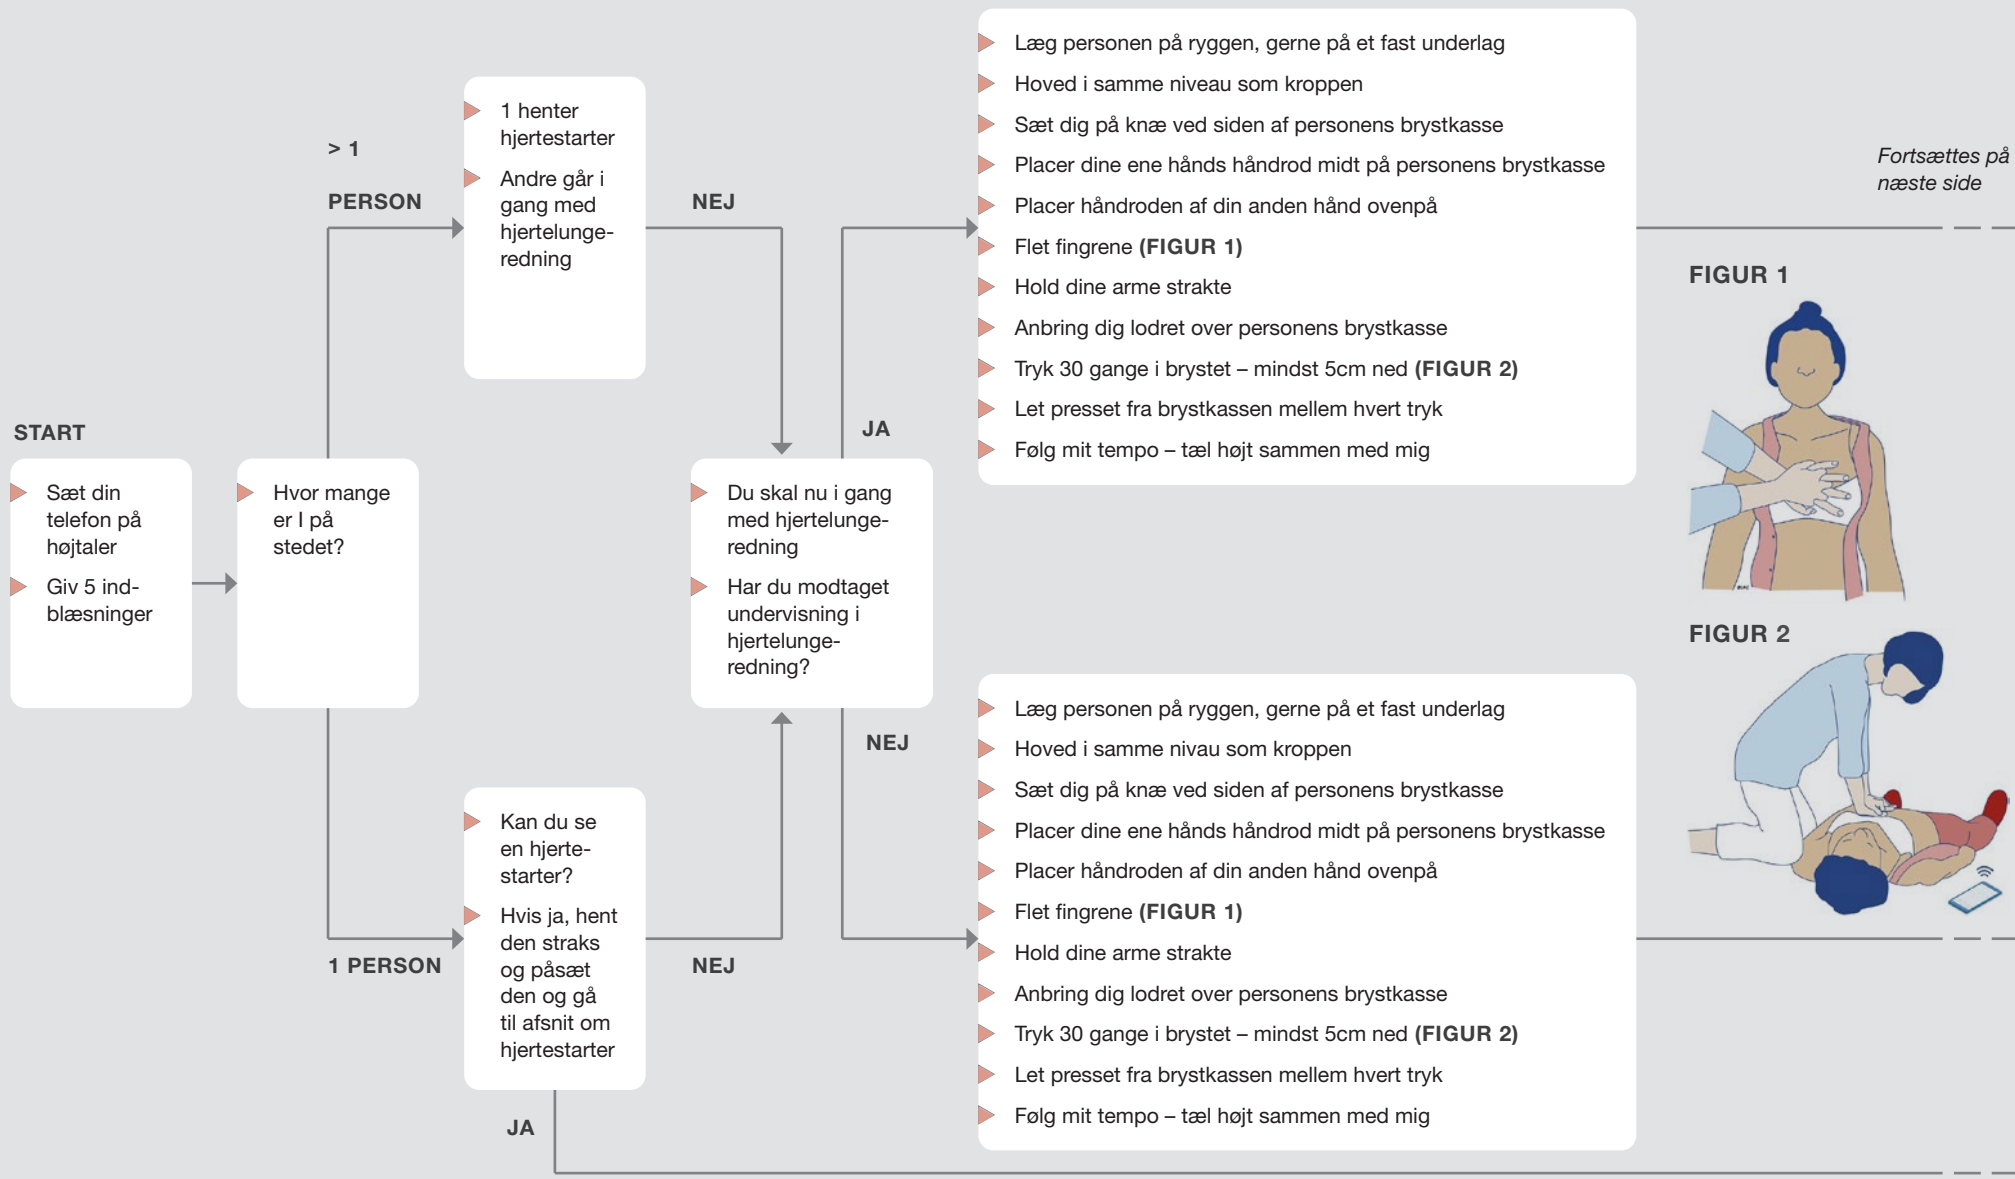 START
Sæt din
telefon på
højtaler
Giv 5 ind-
blæsninger
Hvor mange
er I på
stedet?
> 1
PERSON
1 henter
hjertestarter
Andre går i
gang med
hjertelunge-
redning
NEJ
1 PERSON
Kan du se
en hjerte-
starter?
Hvis ja, hent
den straks
og påsæt
den og gå
til afsnit om
hjertestarter
NEJ
JA
Du skal nu i gang
med hjertelunge-
redning
Har du modtaget
undervisning i
hjertelunge-
redning?
JA
Læg personen på ryggen, gerne på et fast underlag
Hoved i samme niveau som kroppen
Sæt dig på knæ ved siden af personens brystkasse
Placer dine ene hånds håndrod midt på personens brystkasse
Placer håndroden af din anden hånd ovenpå
Flet fingrene (FIGUR 1)
Hold dine arme strakte
Anbring dig lodret over personens brystkasse
Tryk 30 gange i brystet – mindst 5cm ned (FIGUR 2)
Let presset fra brystkassen mellem hvert tryk
Følg mit tempo – tæl højt sammen med mig
NEJ
Læg personen på ryggen, gerne på et fast underlag
Hoved i samme nivau som kroppen
Sæt dig på knæ ved siden af personens brystkasse
Placer dine ene hånds håndrod midt på personens brystkasse
Placer håndroden af din anden hånd ovenpå
Flet fingrene (FIGUR 1)
Hold dine arme strakte
Anbring dig lodret over personens brystkasse
Tryk 30 gange i brystet – mindst 5cm ned (FIGUR 2)
Let presset fra brystkassen mellem hvert tryk
Følg mit tempo – tæl højt sammen med mig
Fortsættes på
næste side
FIGUR 1
FIGUR 2